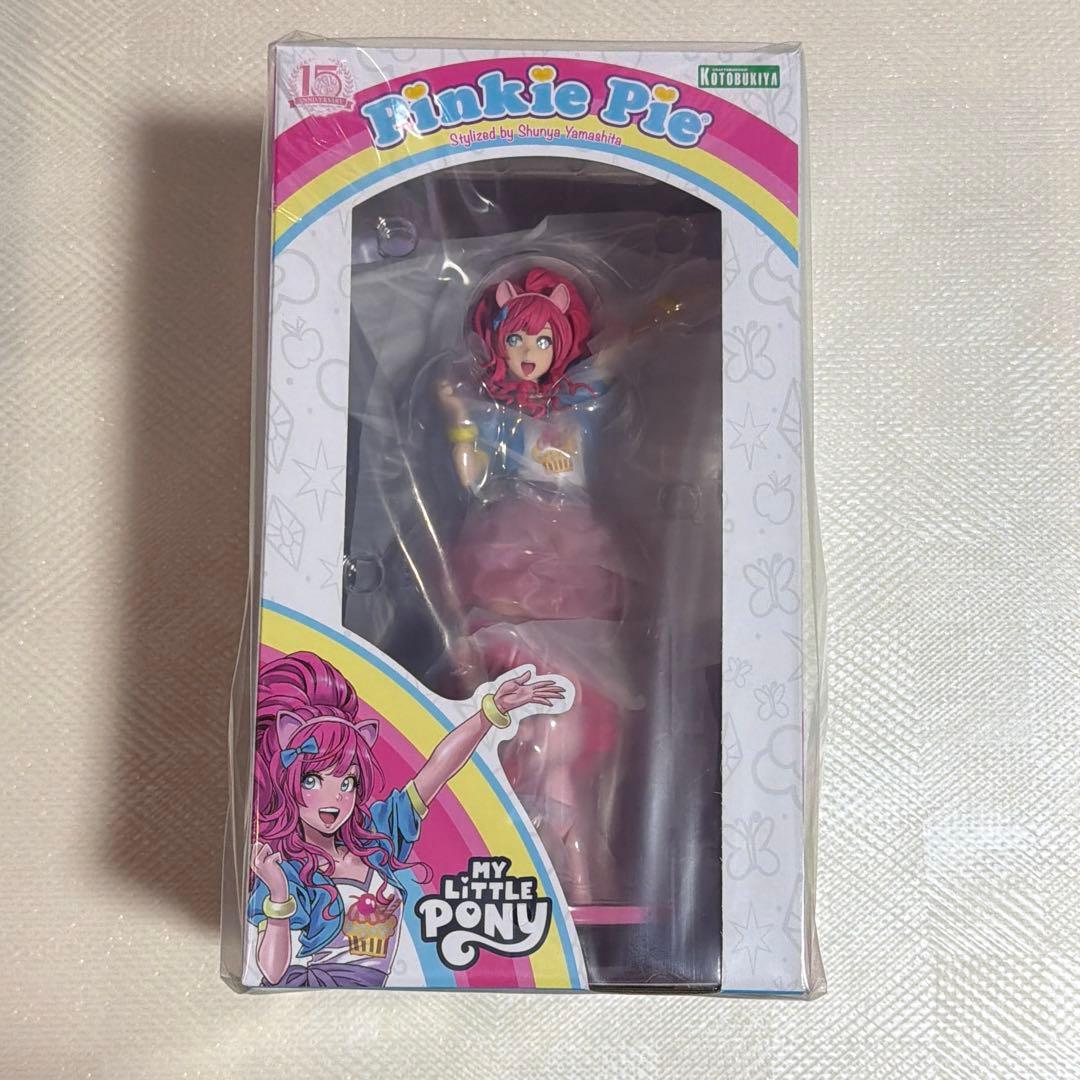 15
ANNIVERSARY
Pinkie Pie®
Stylized by Shunya Yamashita
KOTOBUKIYA
MY
LiTTLE
PONY